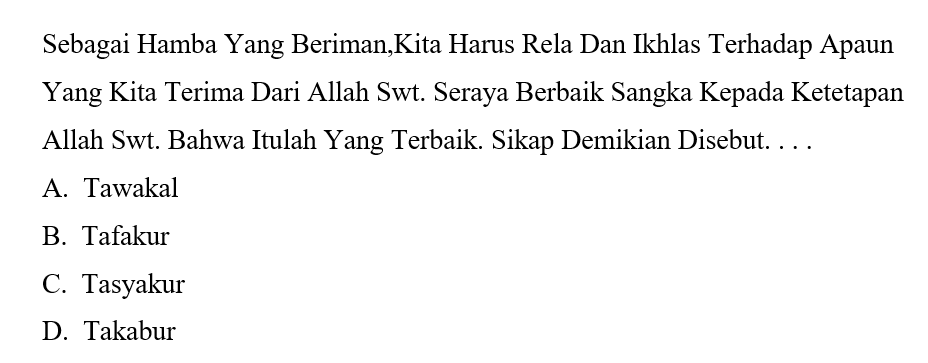 Sebagai Hamba Yang Beriman,Kita Harus Rela Dan Ikhlas Terhadap Apaun
Yang Kita Terima Dari Allah Swt. Seraya Berbaik Sangka Kepada Ketetapan
Allah Swt. Bahwa Itulah Yang Terbaik. Sikap Demikian Disebut. . . .
A. Tawakal
B. Tafakur
C. Tasyakur
D. Takabur